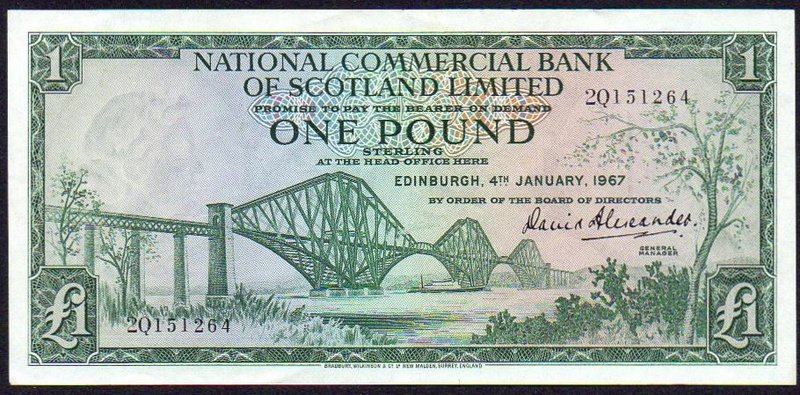 1
1
NATIONAL COMMERCIAL BANK
OF SCOTLAND LIMITED
PROMISE TO PAY THE BEARER ON DEMAND
2Q151264
ONE POUND
STERLING
AT THE HEAD OFFICE HERE
EDINBURGH, 4TH JANUARY, 1967
BY ORDER OF THE BOARD OF DIRECTORS
David Alexander.
GENERAL
MANAGER
2Q151264
£1
£1
BRADBURY, WILKINSON & Co Ld NEW MALDEN, SURREY, ENGLAND